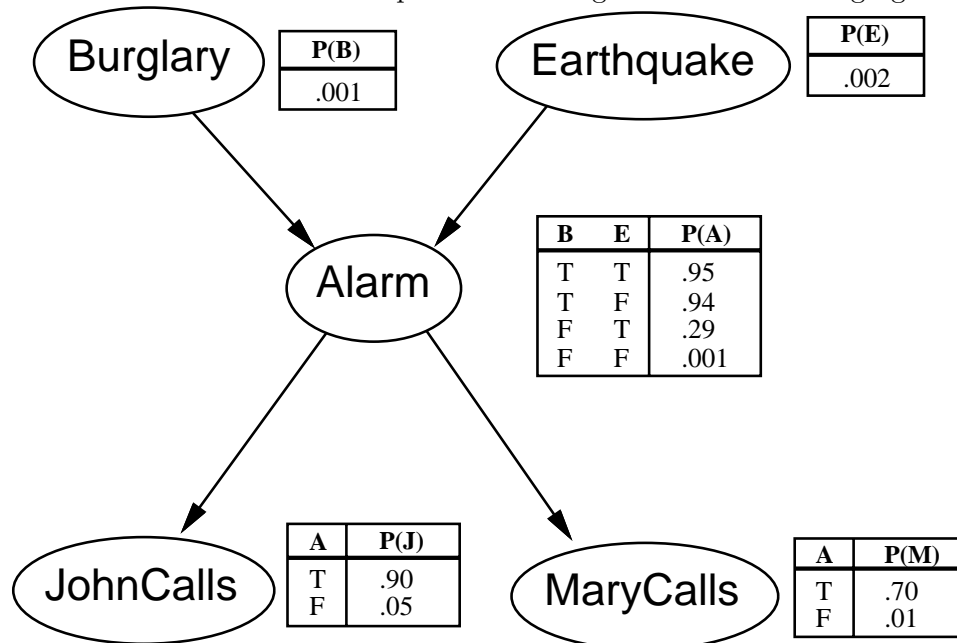 Burglary
P(B)
.001
Earthquake
P(E)
.002
Alarm
B E P(A)
T T .95
T F .94
F T .29
F F .001
JohnCalls
A P(J)
T .90
F .05
MaryCalls
A P(M)
T .70
F .01